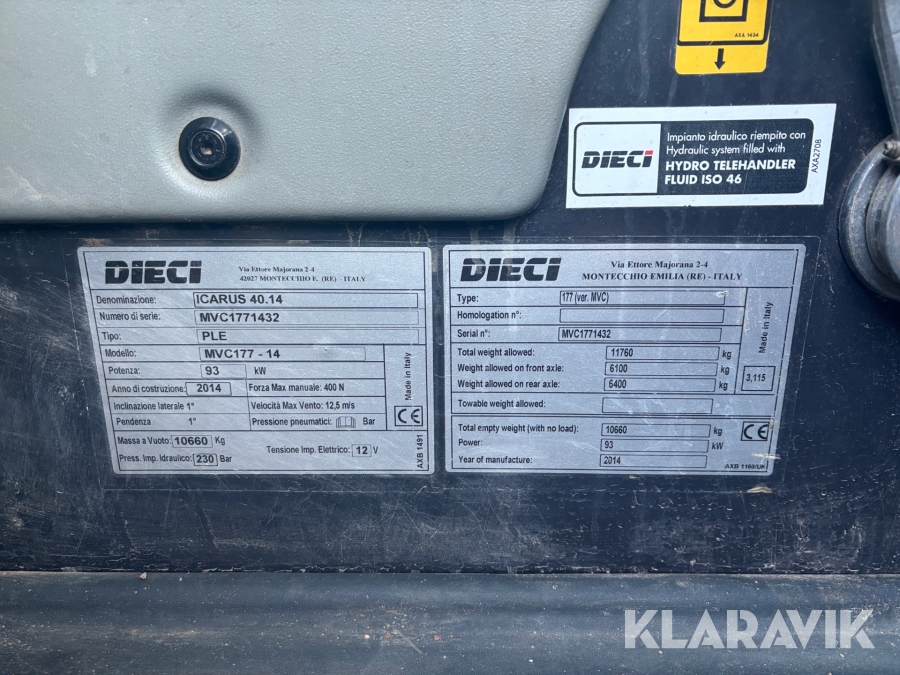 AXA 1434
DIECI
Impianto idraulico riempito con
Hydraulic system filled with
HYDRO TELEHANDLER
FLUID ISO 46
AXA2708
DIECI
Via Ettore Majorana 2-4
42027 MONTECCHIO E. (RE) - ITALY
Denominazione: ICARUS 40.14
Numero di serie: MVC1771432
Tipo: PLE
Modello: MVC177 - 14
Potenza: 93 kW
Anno di costruzione: 2014 Forza Max manuale: 400 N
Inclinazione laterale 1° Velocità Max Vento: 12,5 m/s
Pendenza 1° Pressione pneumatici: Bar
Massa a Vuoto: 10660 Kg
Tensione Imp. Elettrico: 12 V
Press. Imp. Idraulico: 230 Bar
Made in Italy
CE
AXB 1491
DIECI
Via Ettore Majorana 2-4
MONTECCHIO EMILIA (RE) - ITALY
Type: 177 (ver. MVC)
Homologation n°:
Serial n°: MVC1771432
Total weight allowed: 11760 kg
Weight allowed on front axle: 6100 kg
Weight allowed on rear axle: 6400 kg
Towable weight allowed:
Total empty weight (with no load): 10660 kg
Power: 93 kW
Year of manufacture: 2014
Made in Italy
3,115
CE
AXB 1160/UK
KLARAVIK